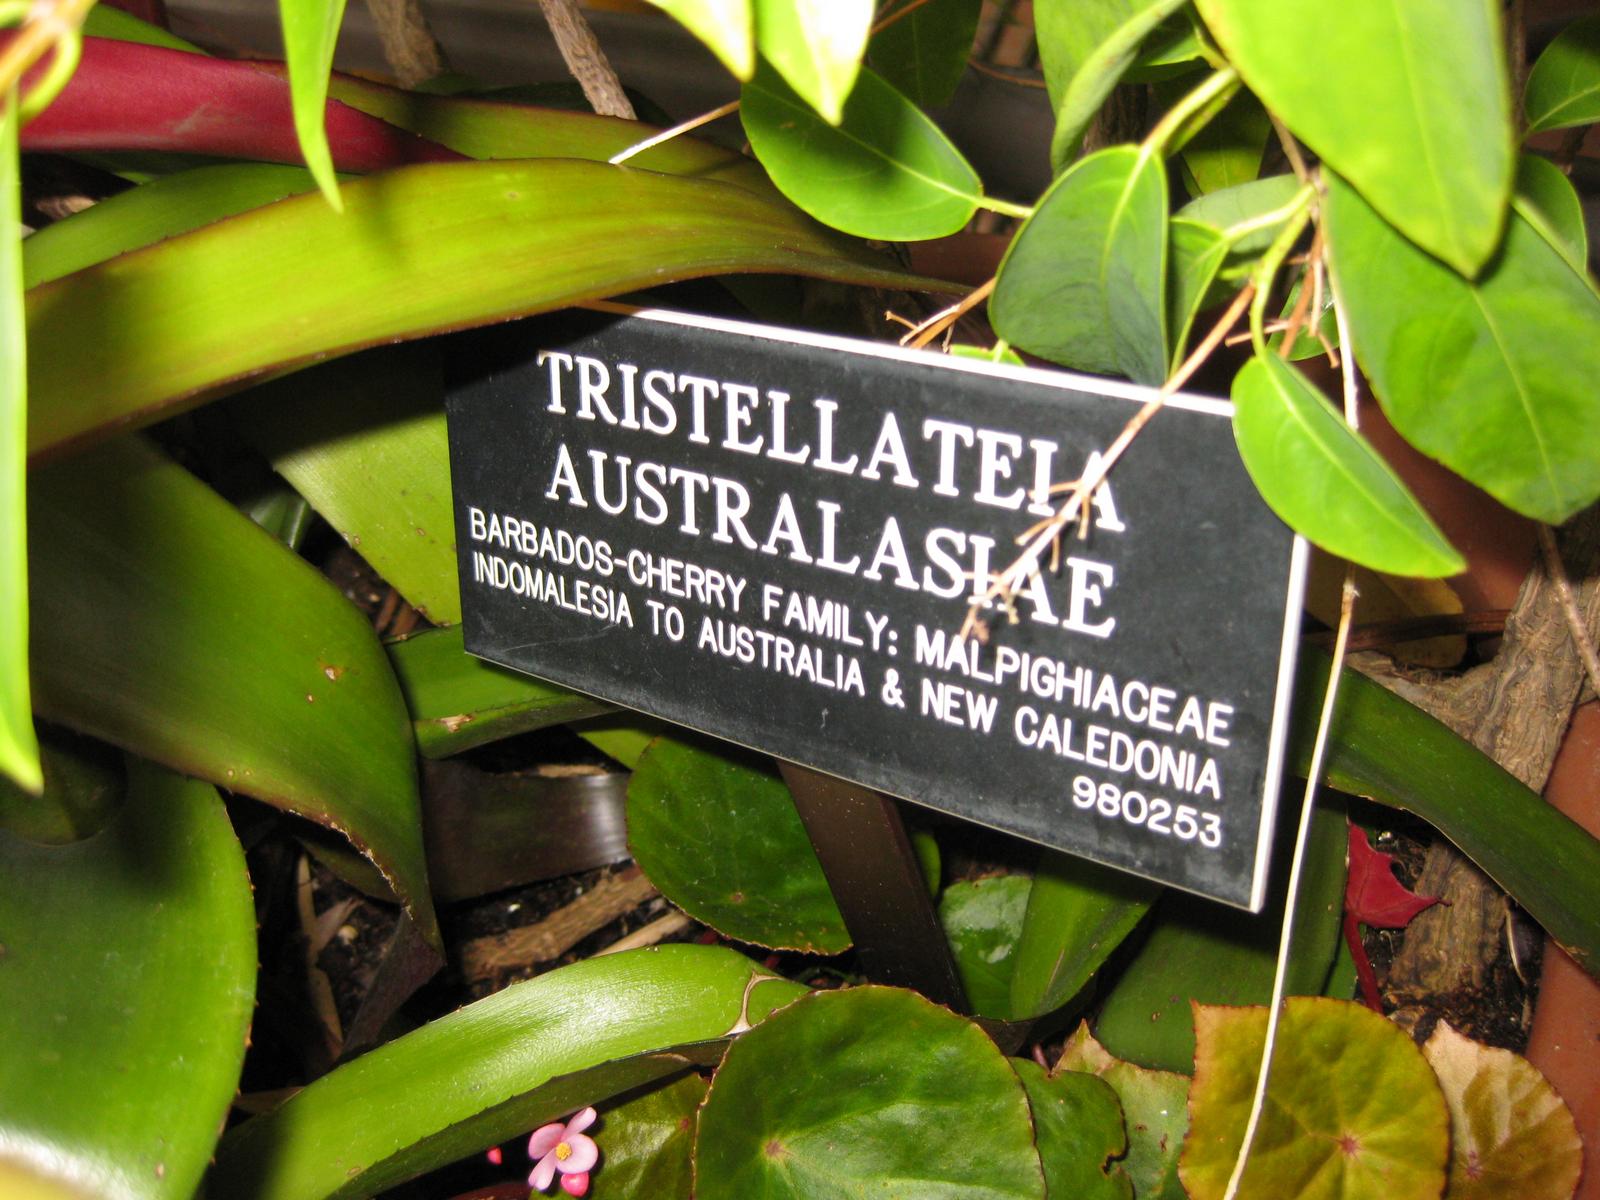 TRISTELLATEIA
AUSTRALASIAE
BARBADOS-CHERRY FAMILY: MALPIGHIACEAE
INDOMALESIA TO AUSTRALIA & NEW CALEDONIA
980253